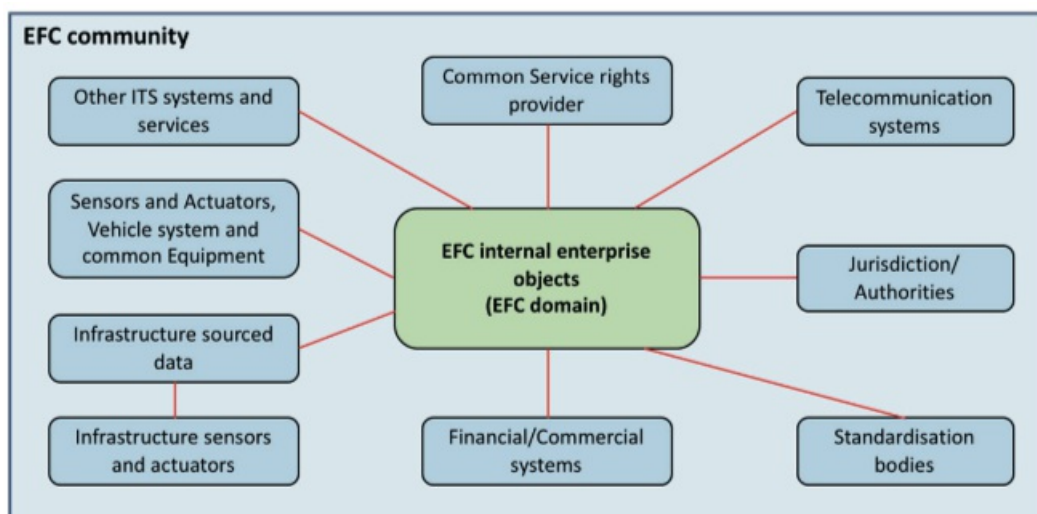 EFC community
Other ITS systems and
services
Common Service rights
provider
Telecommunication
systems
Sensors and Actuators,
Vehicle system and
common Equipment
EFC internal enterprise
objects
(EFC domain)
Jurisdiction/
Authorities
Infrastructure sourced
data
Infrastructure sensors
and actuators
Financial/Commercial
systems
Standardisation
bodies